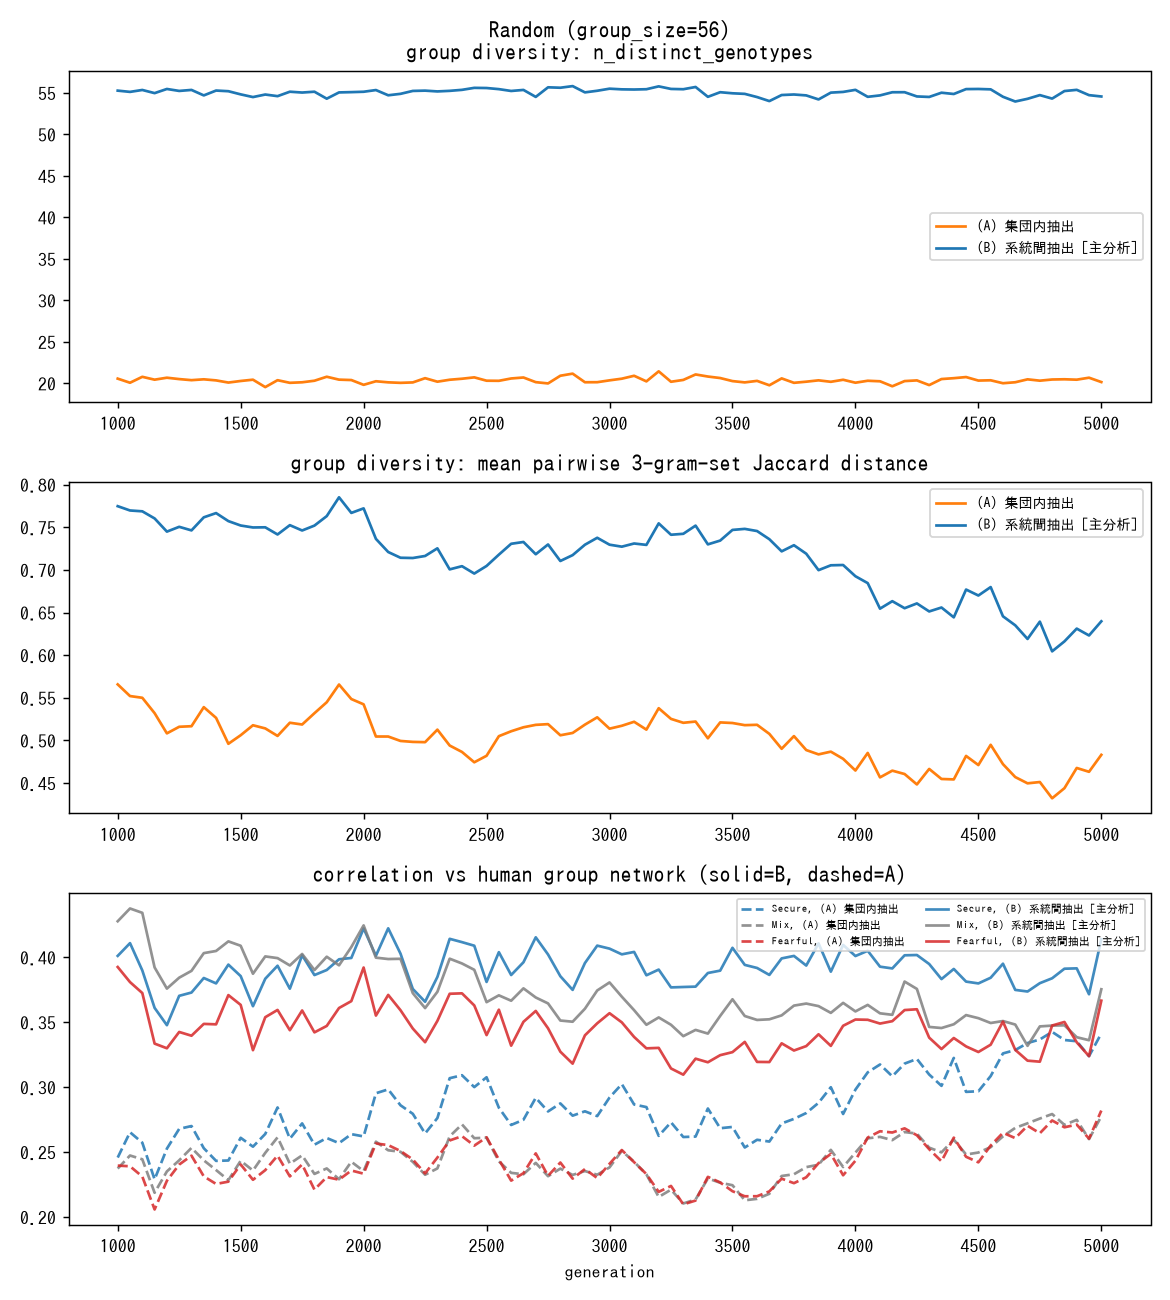 Random (group_size=56)
group diversity: n_distinct_genotypes
55
50
45
40
35
30
25
20
(A) 集団内抽出
(B) 系統間抽出 [主分析]
1000 1500 2000 2500 3000 3500 4000 4500 5000
group diversity: mean pairwise 3-gram-set Jaccard distance
0.80
0.75
0.70
0.65
0.60
0.55
0.50
0.45
(A) 集団内抽出
(B) 系統間抽出 [主分析]
1000 1500 2000 2500 3000 3500 4000 4500 5000
correlation vs human group network (solid=B, dashed=A)
0.40
0.35
0.30
0.25
0.20
Secure, (A) 集団内抽出 Secure, (B) 系統間抽出 [主分析]
Mix, (A) 集団内抽出 Mix, (B) 系統間抽出 [主分析]
Fearful, (A) 集団内抽出 Fearful, (B) 系統間抽出 [主分析]
1000 1500 2000 2500 3000 3500 4000 4500 5000
generation